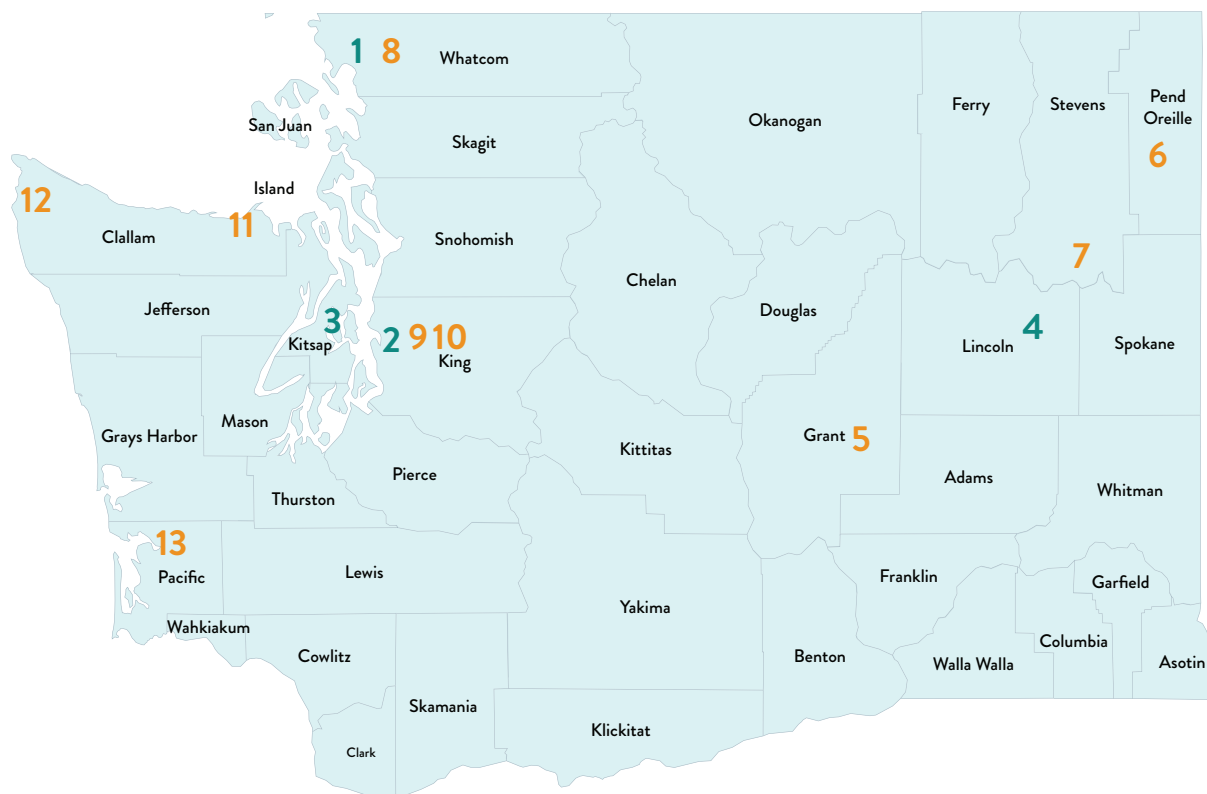 1 8
Whatcom
San Juan
Skagit
Okanogan
Ferry
Stevens
Pend
Oreille
6
12
Island
11
Clallam
Snohomish
7
Chelan
Jefferson
Douglas
3
Kitsap
2 9 10
King
Lincoln 4
Spokane
Mason
Grays Harbor
Grant 5
Kittitas
Pierce
Adams
Whitman
Thurston
13
Pacific
Lewis
Franklin
Garfield
Yakima
Wahkiakum
Cowlitz
Benton
Columbia
Walla Walla
Asotin
Skamania
Klickitat
Clark